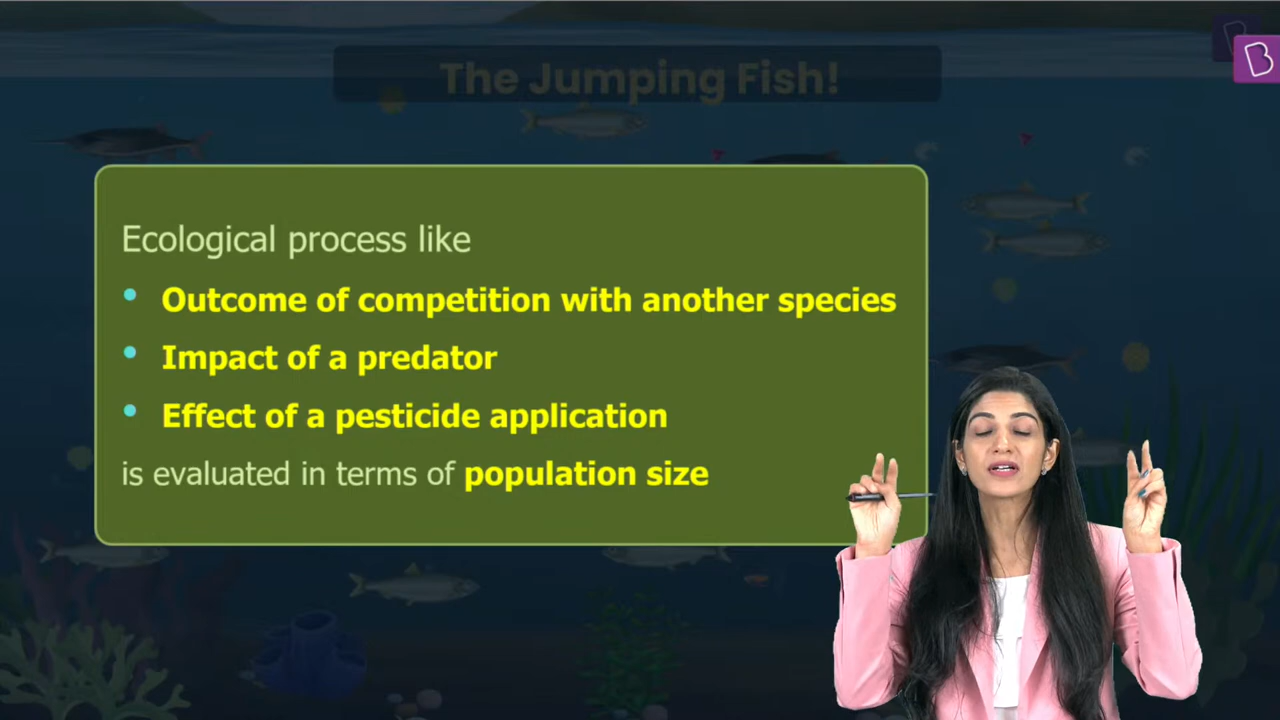 The Jumping Fish!
B
Ecological process like
• Outcome of competition with another species
• Impact of a predator
• Effect of a pesticide application
is evaluated in terms of population size